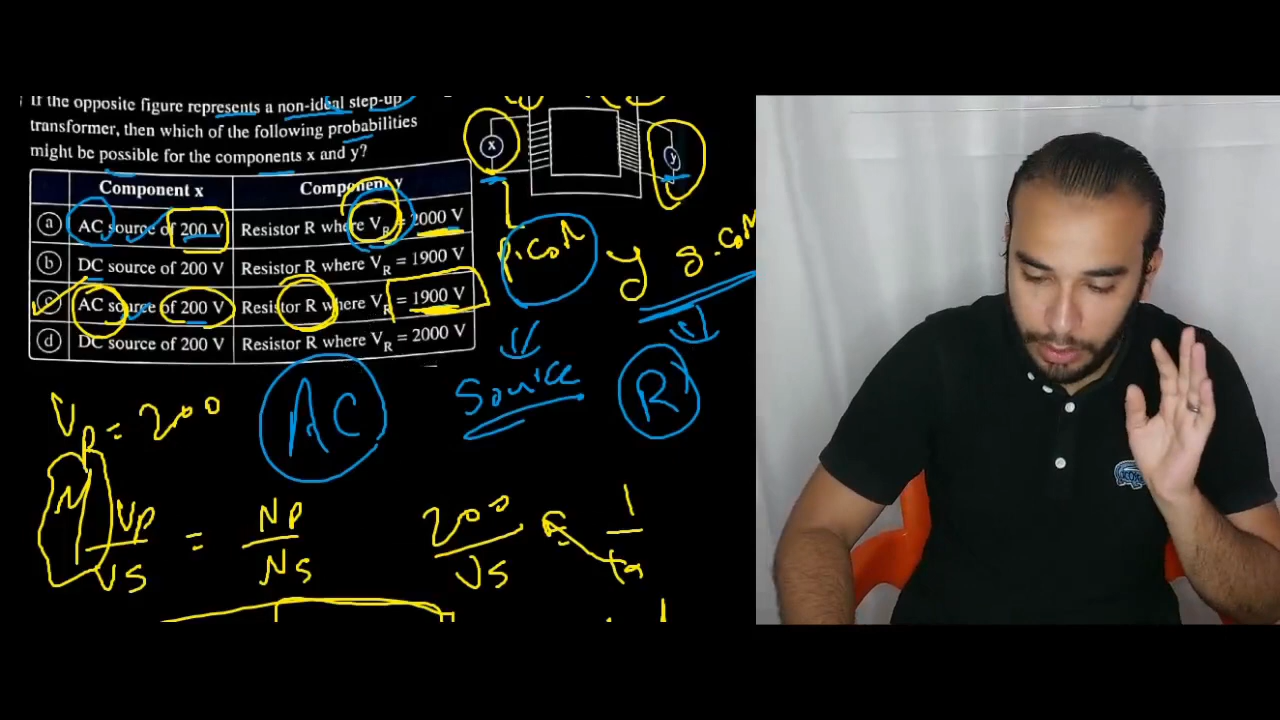 If the opposite figure represents a non-ideal step-up
transformer, then which of the following probabilities
might be possible for the components x and y?
Component x Component y
a AC source of 200 V Resistor R where VR = 2000 V
b DC source of 200 V Resistor R where VR = 1900 V
c AC source of 200 V Resistor R where VR = 1900 V
d DC source of 200 V Resistor R where VR = 2000 V
x
y
P.Coil
y S.Coil
Source
R
AC
VR = 200
VP / VS = NP / NS
200 / VS
1